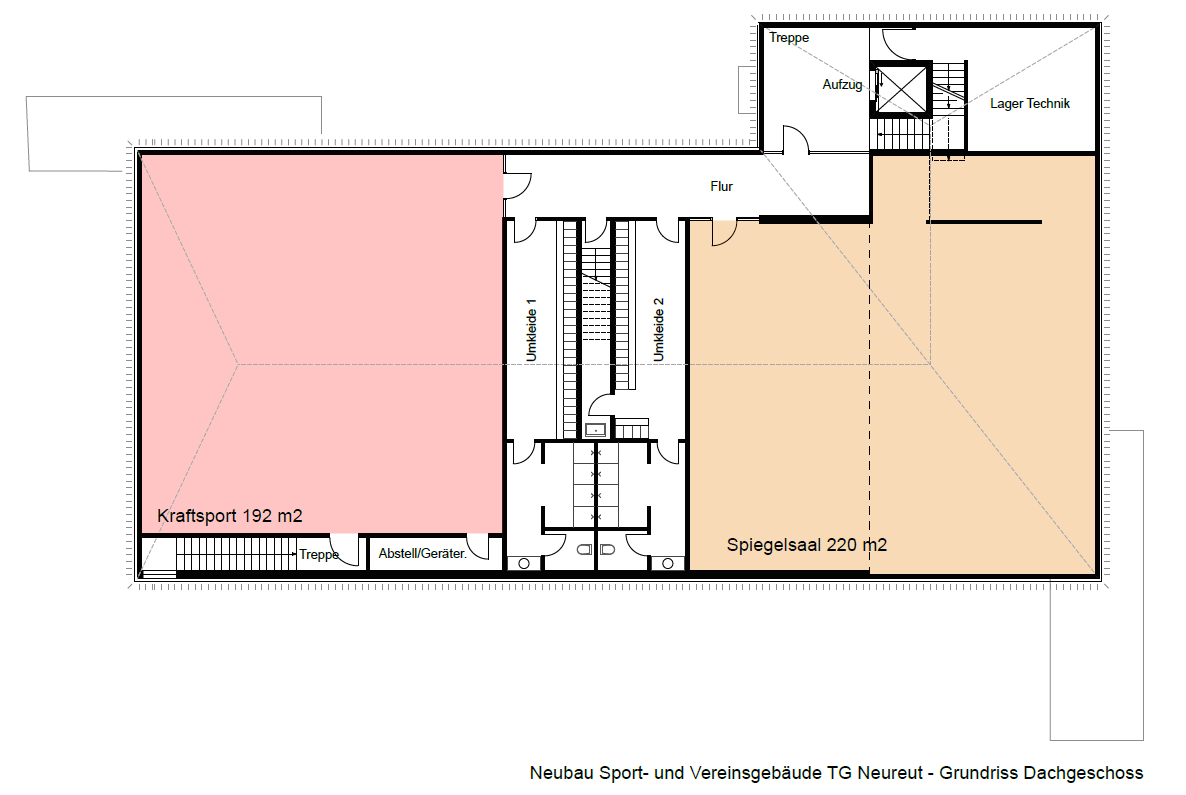 Treppe
Aufzug
Lager Technik
Flur
Umkleide 1
Umkleide 2
Kraftsport 192 m2
Spiegelsaal 220 m2
Treppe
Abstell/Geräter.
Neubau Sport- und Vereinsgebäude TG Neureut - Grundriss Dachgeschoss